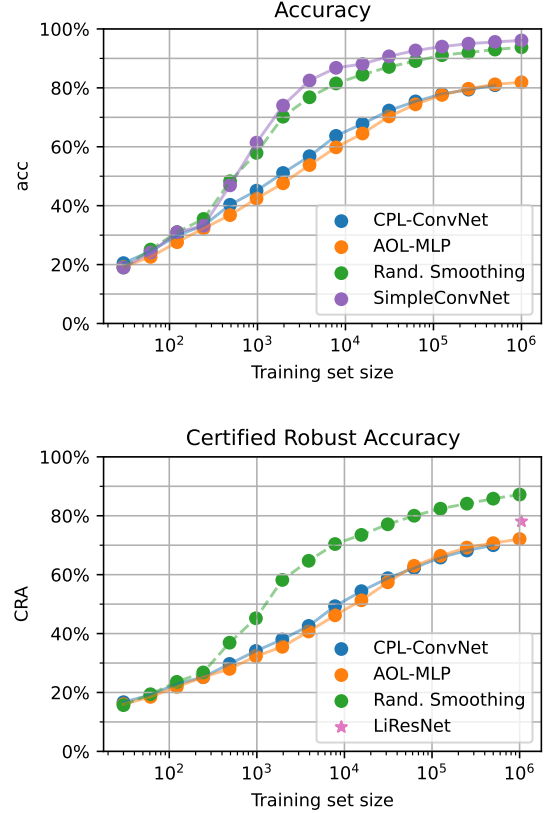 Accuracy
100%
80%
60%
40%
20%
0%
acc
CPL-ConvNet
AOL-MLP
Rand. Smoothing
SimpleConvNet
10² 10³ 10⁴ 10⁵ 10⁶
Training set size
Certified Robust Accuracy
100%
80%
60%
40%
20%
0%
CRA
CPL-ConvNet
AOL-MLP
Rand. Smoothing
LiResNet
10² 10³ 10⁴ 10⁵ 10⁶
Training set size